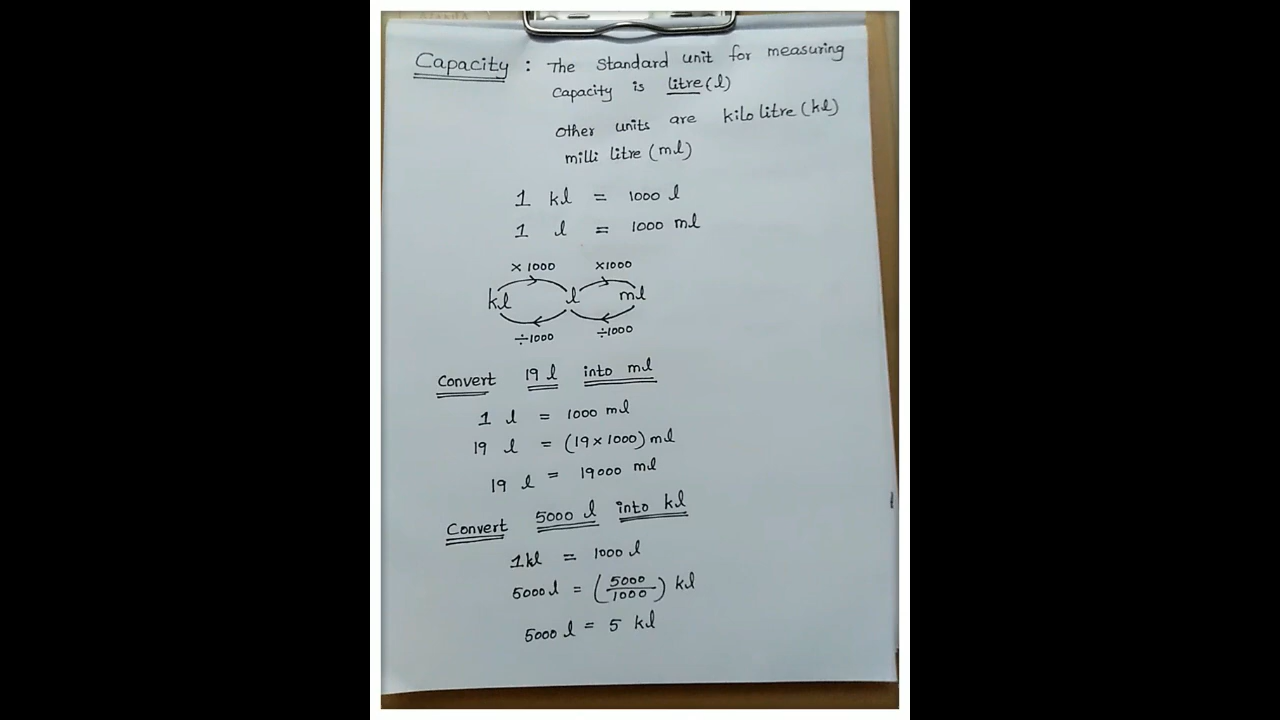 Capacity : The Standard unit for measuring
Capacity is litre (l)
Other units are kilo litre (kl)
milli litre (ml)
1 kl = 1000 l
1 l = 1000 ml
× 1000 ×1000
kl l ml
÷1000 ÷1000
Convert 19 l into ml
1 l = 1000 ml
19 l = (19 × 1000) ml
19 l = 19000 ml
Convert 5000 l into kl
1kl = 1000 l
5000 l = (5000/1000) kl
5000 l = 5 kl